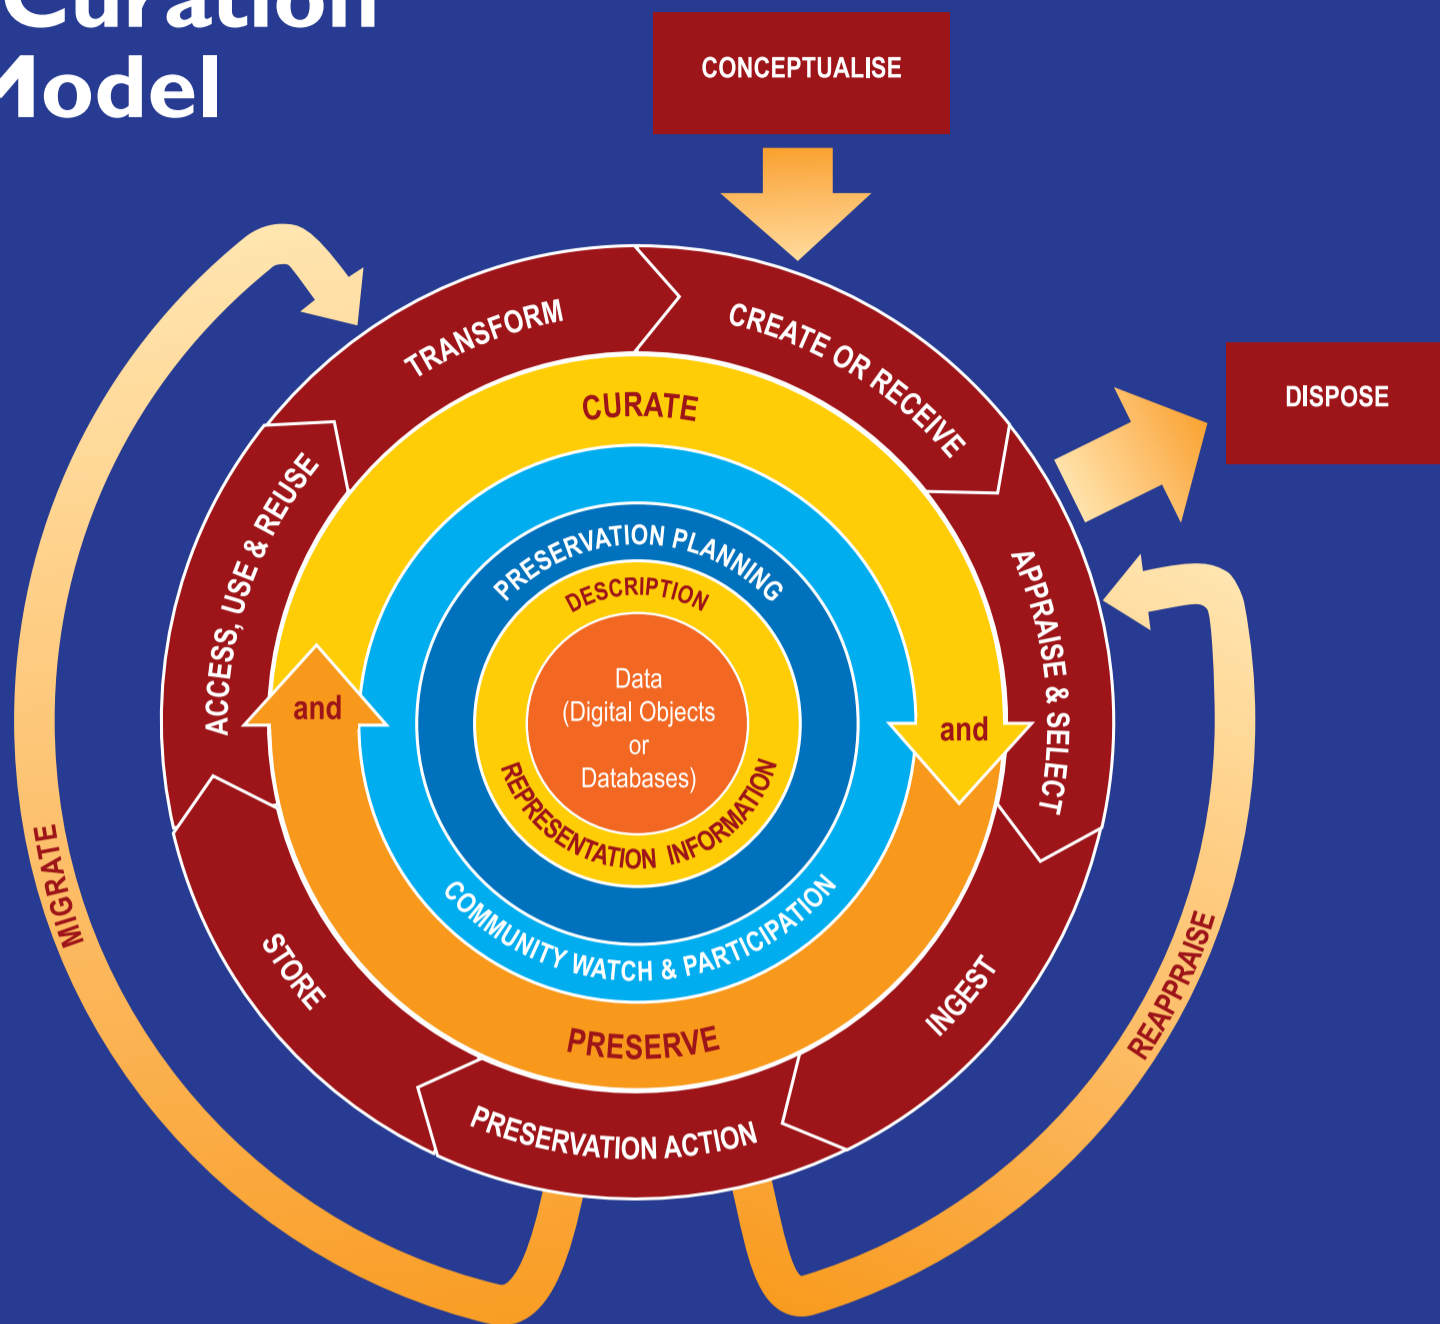 Curation
Model
CONCEPTUALISE
DISPOSE
TRANSFORM
CREATE OR RECEIVE
APPRAISE & SELECT
INGEST
PRESERVATION ACTION
STORE
ACCESS, USE & REUSE
CURATE
and
PRESERVE
and
COMMUNITY WATCH & PARTICIPATION
PRESERVATION PLANNING
DESCRIPTION
REPRESENTATION INFORMATION
Data
(Digital Objects
or
Databases)
MIGRATE
REAPPRAISE